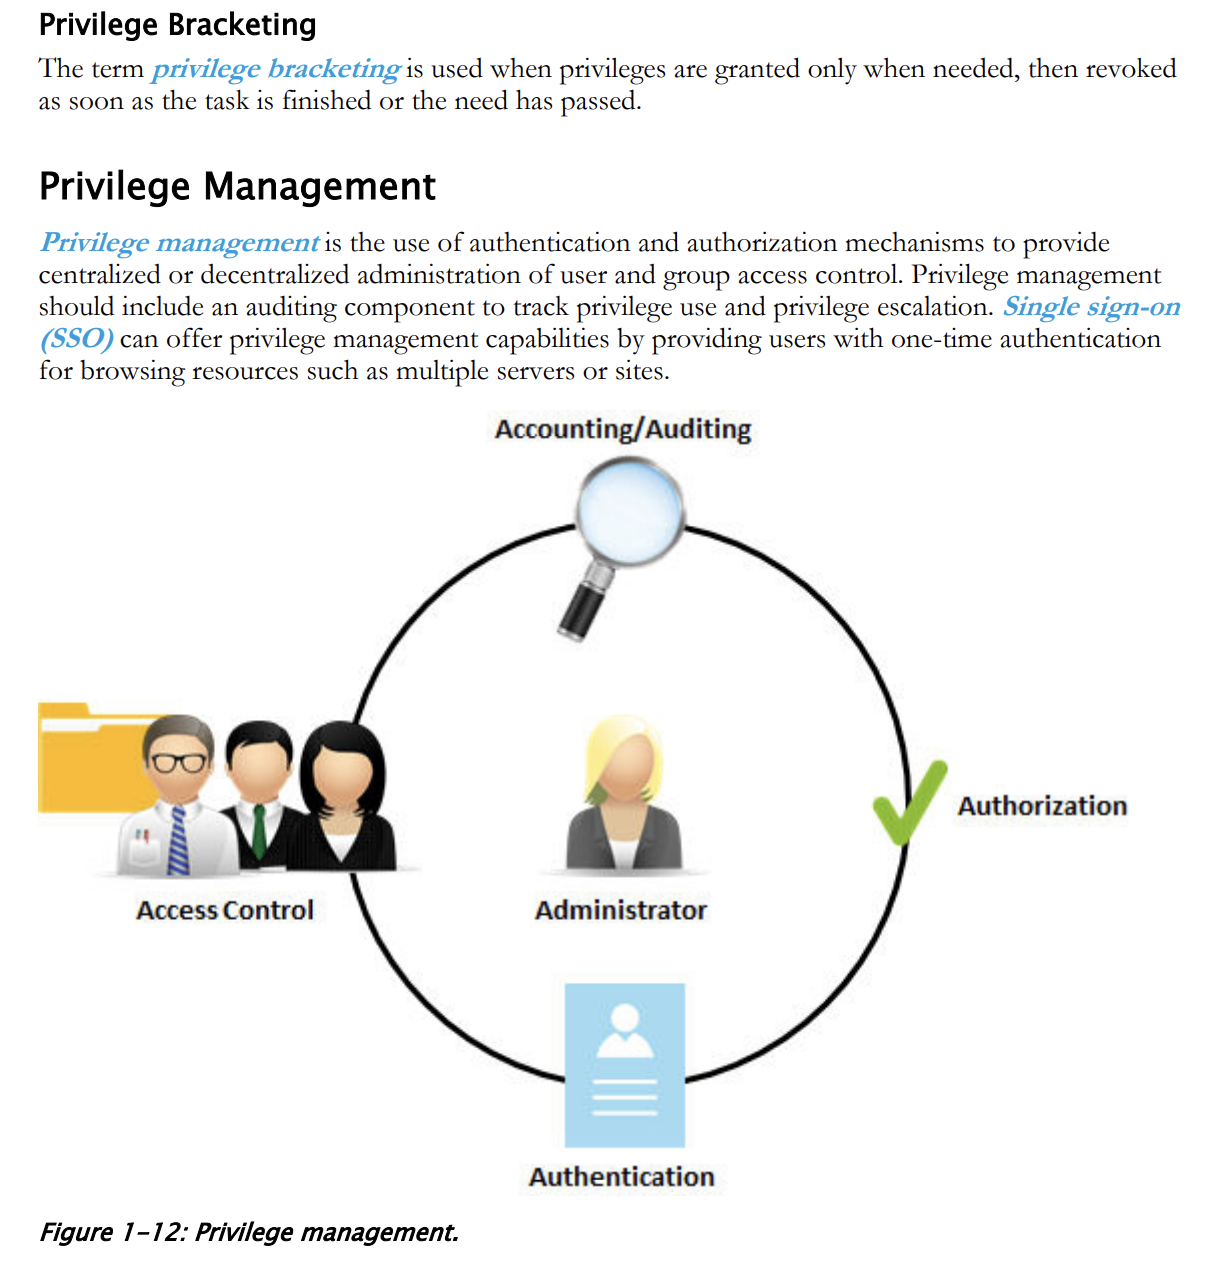 Privilege Bracketing
The term privilege bracketing is used when privileges are granted only when needed, then revoked
as soon as the task is finished or the need has passed.
Privilege Management
Privilege management is the use of authentication and authorization mechanisms to provide
centralized or decentralized administration of user and group access control. Privilege management
should include an auditing component to track privilege use and privilege escalation. Single sign-on
(SSO) can offer privilege management capabilities by providing users with one-time authentication
for browsing resources such as multiple servers or sites.
Accounting/Auditing
Authorization
Access Control
Administrator
Authentication
Figure 1-12: Privilege management.